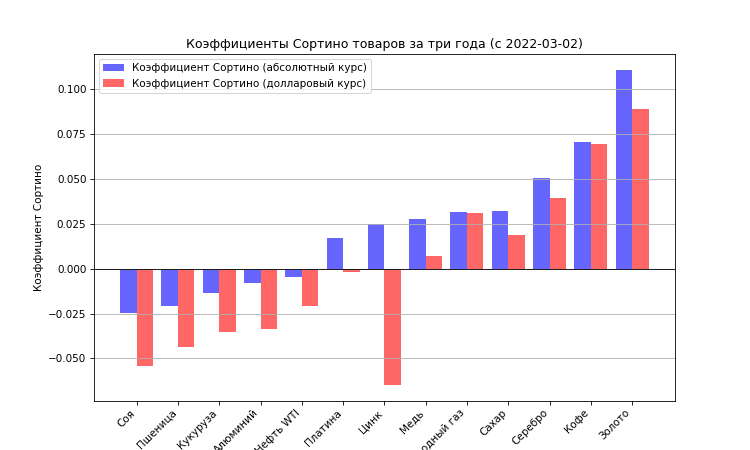 Коэффициенты Сортино товаров за три года (с 2022-03-02)
Коэффициент Сортино (абсолютный курс)
Коэффициент Сортино (долларовый курс)
Коэффициент Сортино
0.100
0.075
0.050
0.025
0.000
−0.025
−0.050
Соя
Пшеница
Кукуруза
Алюминий
Нефть WTI
Платина
Цинк
Медь
одный газ
Сахар
Серебро
Кофе
Золото